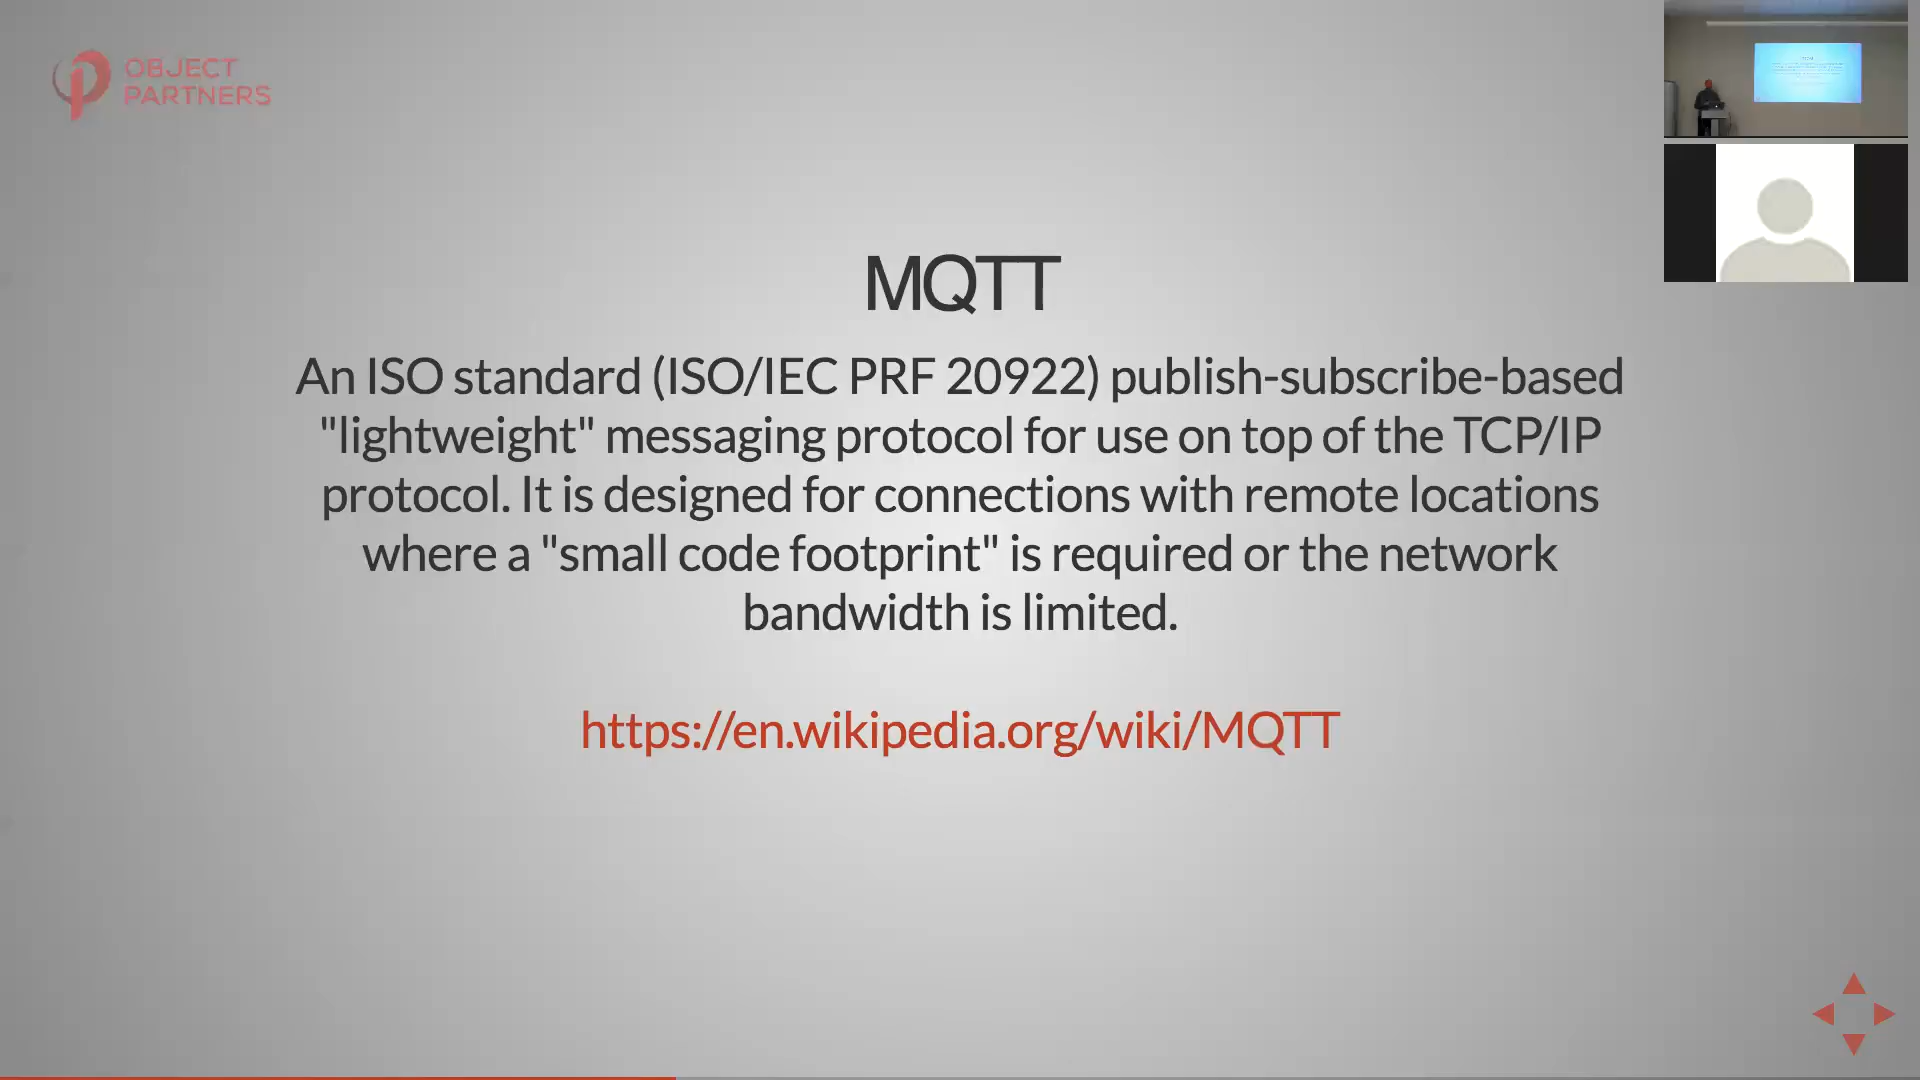 OBJECT
PARTNERS
MQTT
An ISO standard (ISO/IEC PRF 20922) publish-subscribe-based
"lightweight" messaging protocol for use on top of the TCP/IP
protocol. It is designed for connections with remote locations
where a "small code footprint" is required or the network
bandwidth is limited.
https://en.wikipedia.org/wiki/MQTT